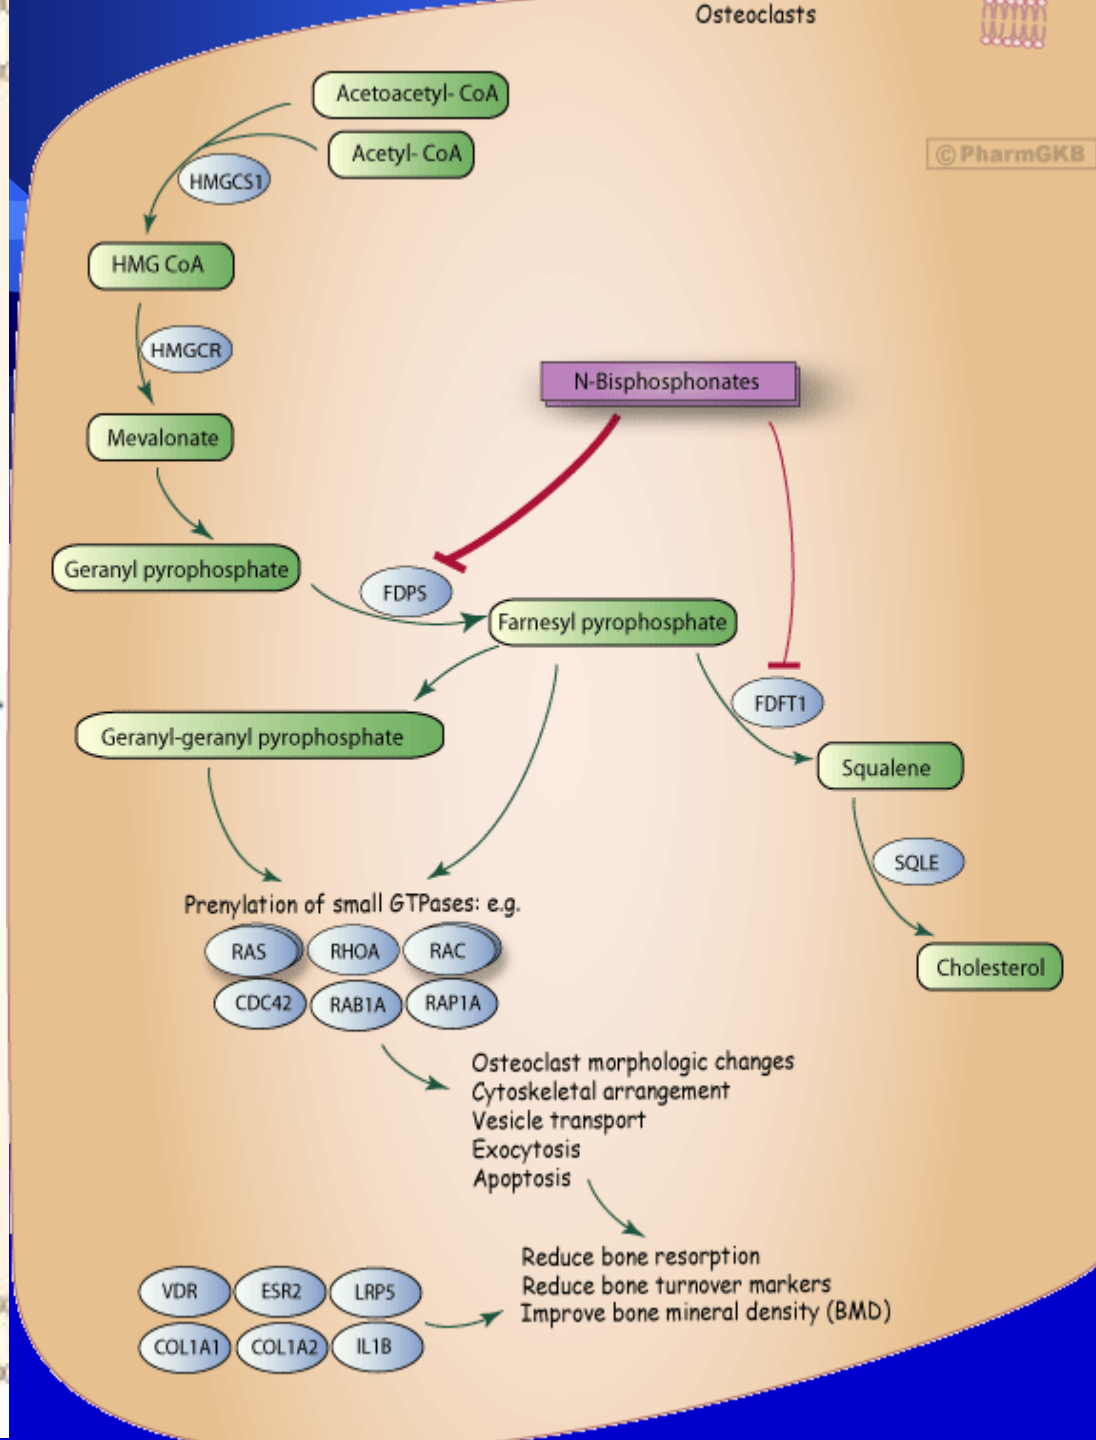 Osteoclasts
Acetoacetyl- CoA
Acetyl- CoA
© PharmGKB
HMGCS1
HMG CoA
HMGCR
N-Bisphosphonates
Mevalonate
Geranyl pyrophosphate
FDPS
Farnesyl pyrophosphate
FDFT1
Geranyl-geranyl pyrophosphate
Squalene
SQLE
Prenylation of small GTPases: e.g.
RAS RHOA RAC
CDC42 RAB1A RAP1A
Cholesterol
Osteoclast morphologic changes
Cytoskeletal arrangement
Vesicle transport
Exocytosis
Apoptosis
Reduce bone resorption
Reduce bone turnover markers
Improve bone mineral density (BMD)
VDR ESR2 LRP5
COL1A1 COL1A2 IL1B